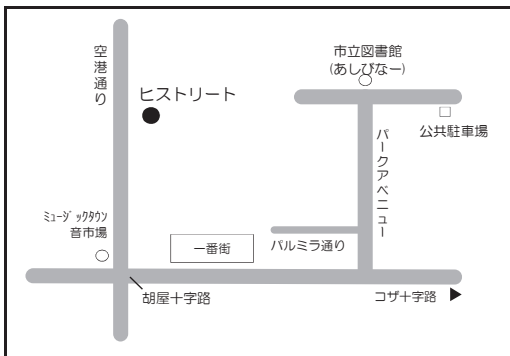 空港通り
ヒストリート
市立図書館
(あしびなー)
公共駐車場
パークアベニュー
ﾐｭｰｼﾞｯｸﾀｳﾝ
音市場
一番街
パルミラ通り
胡屋十字路
コザ十字路